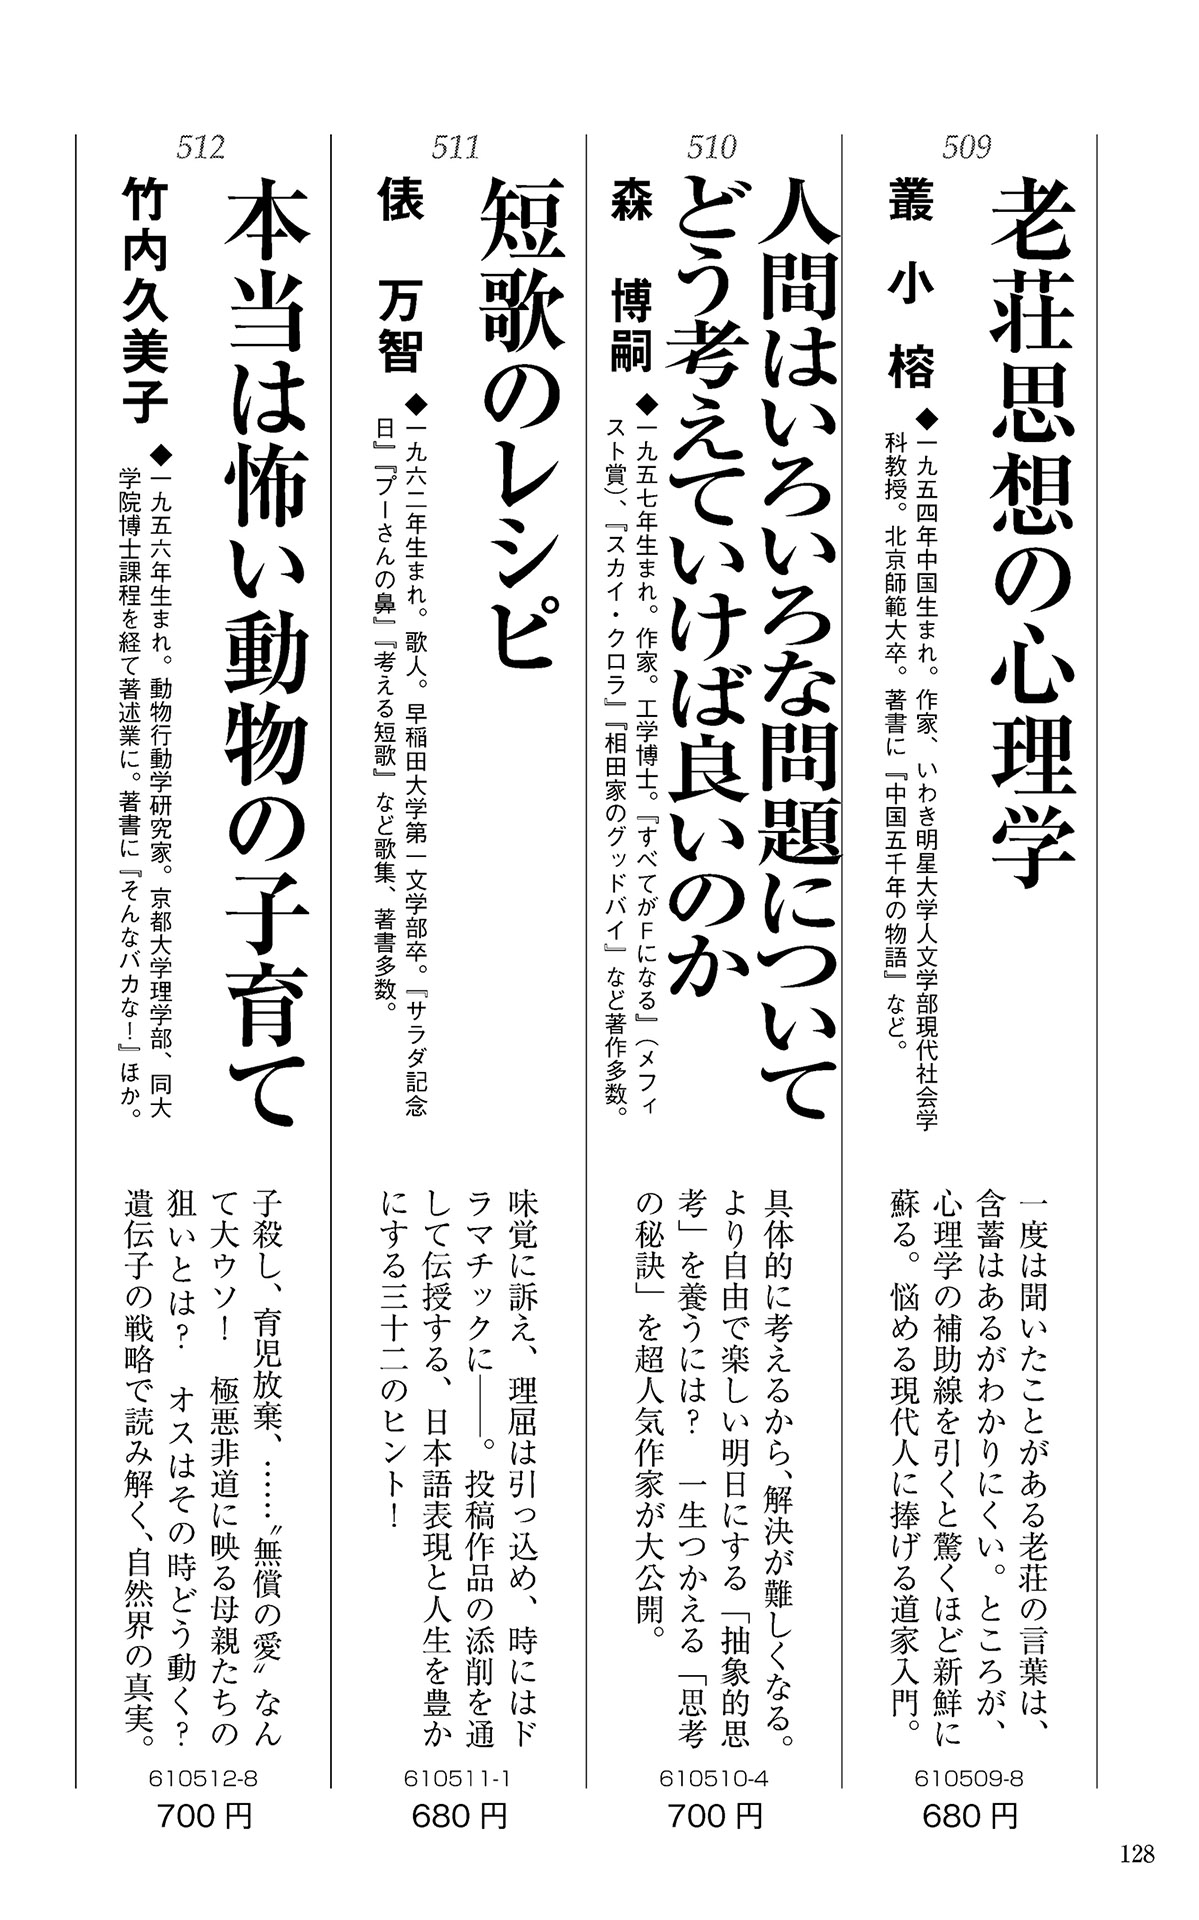 509
老荘思想の心理学
叢 小 榕
◆一九五四年中国生まれ。作家、いわき明星大学人文学部現代社会学
科教授。北京師範大卒。著書に『中国五千年の物語』など。
一度は聞いたことがある老荘の言葉は、
含蓄はあるがわかりにくい。ところが、
心理学の補助線を引くと驚くほど新鮮に
蘇る。悩める現代人に捧げる道家入門。
610509-8
680円
510
人間はいろいろな問題について
どう考えていけば良いのか
森 博嗣
◆一九五七年生まれ。作家。工学博士。『すべてがFになる』(メフィ
スト賞)、『スカイ・クロラ』『相田家のグッドバイ』など著作多数。
具体的に考えるから、解決が難しくなる。
より自由で楽しい明日にする「抽象的思
考」を養うには? 一生つかえる「思考
の秘訣」を超人気作家が大公開。
610510-4
700円
511
短歌のレシピ
俵 万智
◆一九六二年生まれ。歌人。早稲田大学第一文学部卒。『サラダ記念
日』『プーさんの鼻』『考える短歌』など歌集、著書多数。
味覚に訴え、理屈は引っ込め、時にはド
ラマチックに――。投稿作品の添削を通
して伝授する、日本語表現と人生を豊か
にする三十二のヒント!
610511-1
680円
512
本当は怖い動物の子育て
竹内久美子
◆一九五六年生まれ。動物行動学研究家。京都大学理学部、同大
学院博士課程を経て著述業に。著書に『そんなバカな!』ほか。
子殺し、育児放棄、……〝無償の愛〟なん
て大ウソ! 極悪非道に映る母親たちの
狙いとは? オスはその時どう動く?
遺伝子の戦略で読み解く、自然界の真実。
610512-8
700円
128